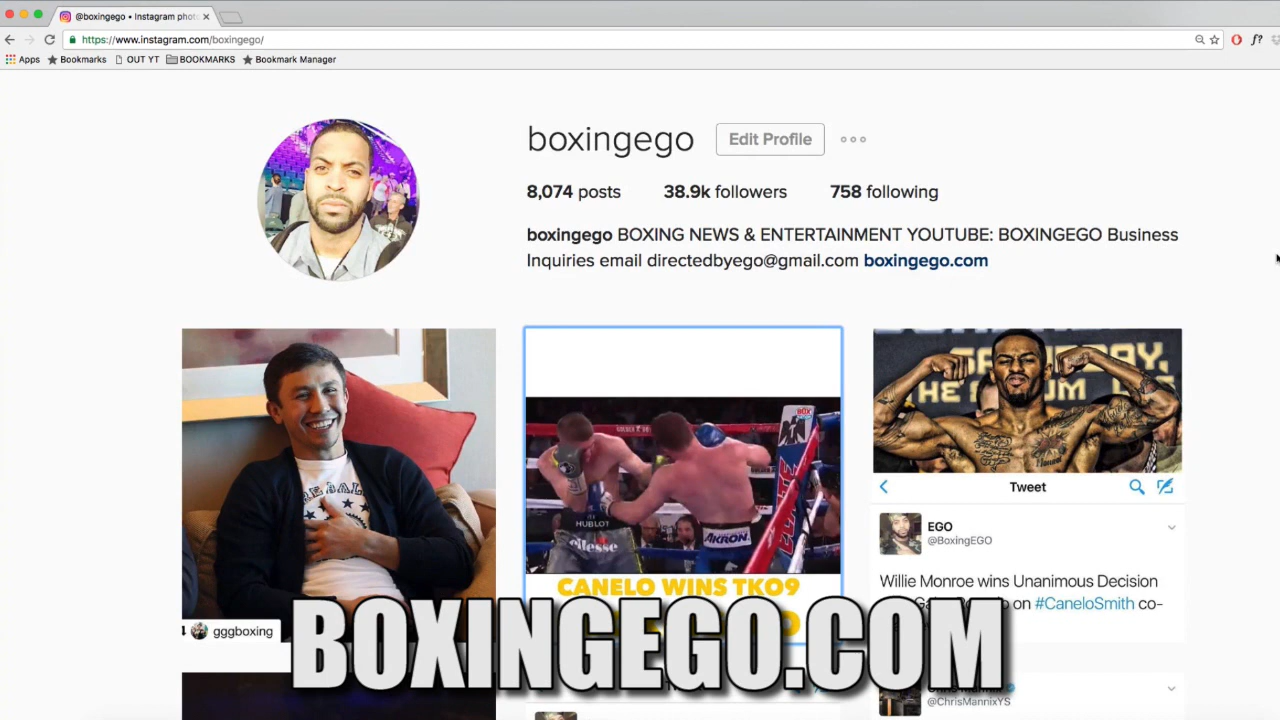 @boxingego • Instagram phot
https://www.instagram.com/boxingego/
Apps Bookmarks OUT YT BOOKMARKS Bookmark Manager
boxingego Edit Profile
8,074 posts 38.9k followers 758 following
boxingego BOXING NEWS & ENTERTAINMENT YOUTUBE: BOXINGEGO Business
Inquiries email directedbyego@gmail.com boxingego.com
HUBLOT
ellesse
AKRON.
CANELO WINS TKO9
gggboxing
Tweet
EGO
@BoxingEGO
Willie Monroe wins Unanimous Decision
on #CaneloSmith co-
@ChrisMannixYS
BOXINGEGO.COM